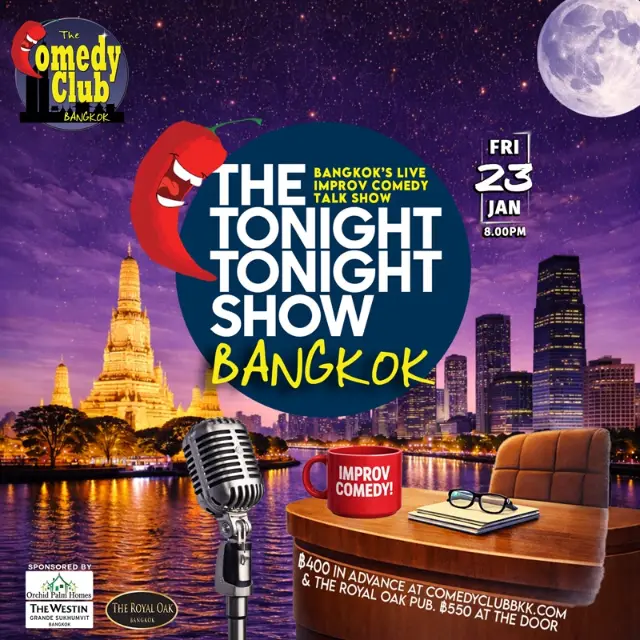 The
Comedy
Club
BANGKOK
FRI
23
JAN
8.00PM
THE
BANGKOK'S LIVE
IMPROV COMEDY
TALK SHOW
TONIGHT
TONIGHT
SHOW
BANGKOK
IMPROV
COMEDY!
฿400 IN ADVANCE AT COMEDYCLUBBKK.COM
& THE ROYAL OAK PUB. ฿550 AT THE DOOR
SPONSORED BY
Orchid Palm Homes
THE WESTIN
GRANDE SUKHUMVIT
BANGKOK
THE ROYAL OAK
BANGKOK